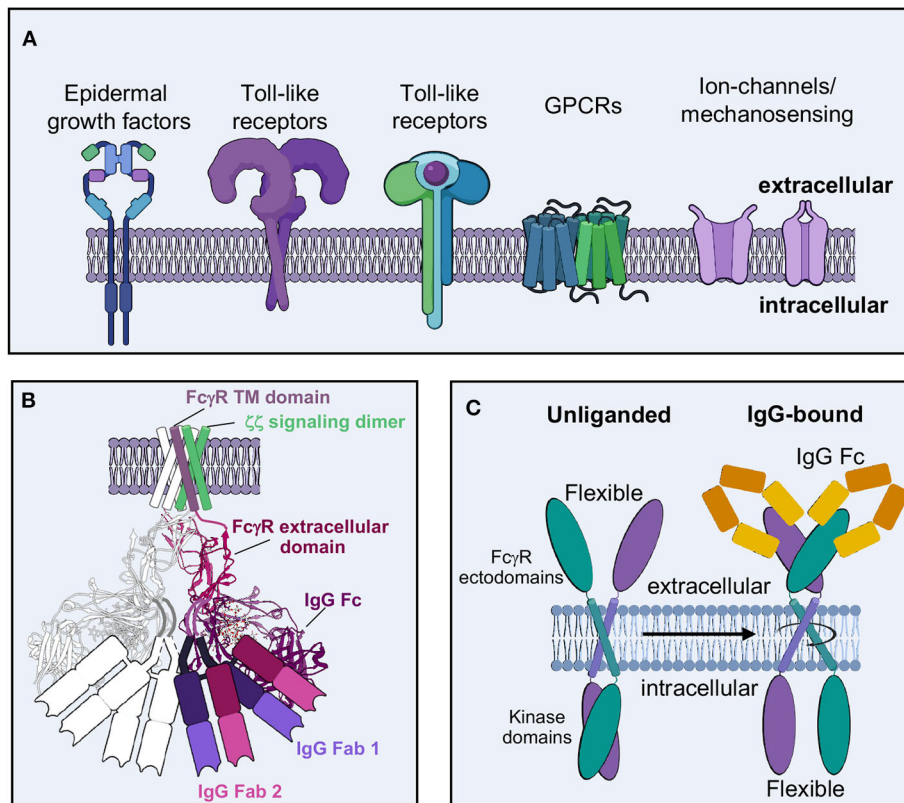 A
Epidermal
growth factors
Toll-like
receptors
Toll-like
receptors
GPCRs
Ion-channels/
mechanosensing
extracellular
intracellular
B
FcγR TM domain
ζζ signaling dimer
FcγR extracellular
domain
IgG Fc
IgG Fab 1
IgG Fab 2
C
Unliganded
IgG-bound
IgG Fc
Flexible
FcγR
ectodomains
extracellular
intracellular
Kinase
domains
Flexible